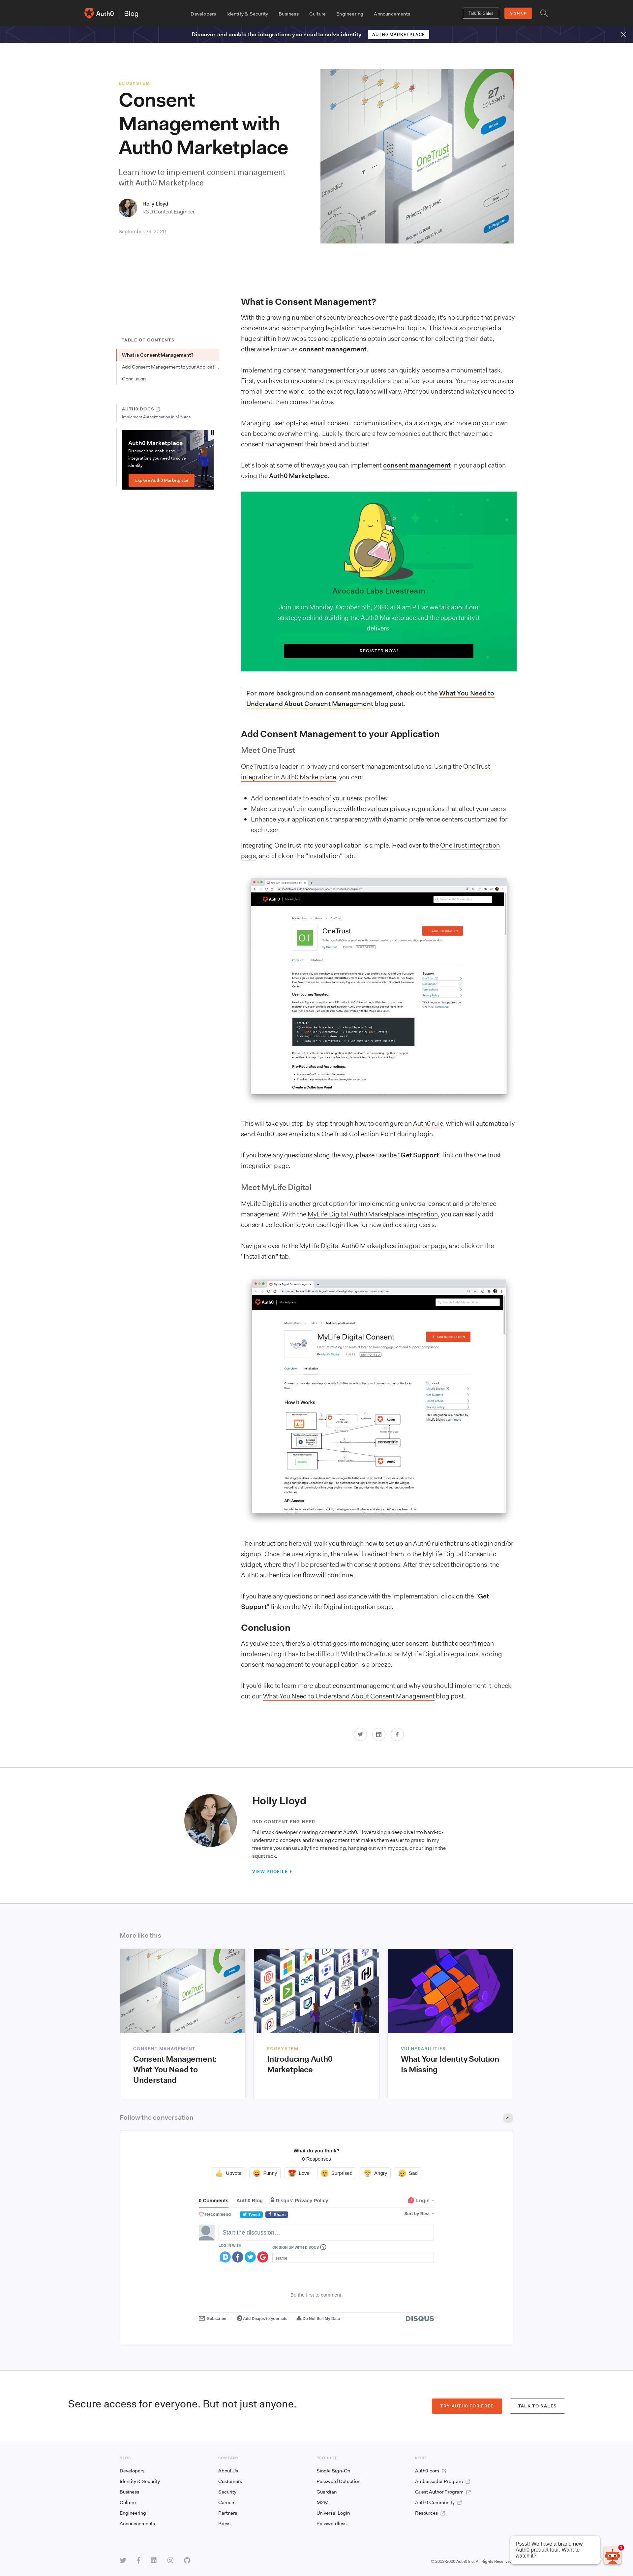 Auth0 Blog Developers Identity & Security Business Culture Engineering Announcements Talk To Sales SIGN UP
Discover and enable the integrations you need to solve identity AUTH0 MARKETPLACE
ECOSYSTEM
Consent
Management with
Auth0 Marketplace
Learn how to implement consent management
with Auth0 Marketplace
Holly Lloyd
R&D Content Engineer
September 29, 2020
27
CONSENTS
OneTrust
Checklist
Privacy Request
New
TABLE OF CONTENTS
What is Consent Management?
Add Consent Management to your Applicati...
Conclusion
AUTH0 DOCS
Implement Authentication in Minutes
Auth0 Marketplace
Discover and enable the
integrations you need to solve
identity
Explore Auth0 Marketplace
What is Consent Management?
With the growing number of security breaches over the past decade, it's no surprise that privacy
concerns and accompanying legislation have become hot topics. This has also prompted a
huge shift in how websites and applications obtain user consent for collecting their data,
otherwise known as consent management.
Implementing consent management for your users can quickly become a monumental task.
First, you have to understand the privacy regulations that affect your users. You may serve users
from all over the world, so the exact regulations will vary. After you understand what you need to
implement, then comes the how.
Managing user opt-ins, email consent, communications, data storage, and more on your own
can become overwhelming. Luckily, there are a few companies out there that have made
consent management their bread and butter!
Let's look at some of the ways you can implement consent management in your application
using the Auth0 Marketplace.
Avocado Labs Livestream
Join us on Monday, October 5th, 2020 at 9 am PT as we talk about our
strategy behind building the Auth0 Marketplace and the opportunity it
delivers.
REGISTER NOW!
For more background on consent management, check out the What You Need to
Understand About Consent Management blog post.
Add Consent Management to your Application
Meet OneTrust
OneTrust is a leader in privacy and consent management solutions. Using the OneTrust
integration in Auth0 Marketplace, you can:
Add consent data to each of your users' profiles
Make sure you're in compliance with the various privacy regulations that affect your users
Enhance your application's transparency with dynamic preference centers customized for
each user
Integrating OneTrust into your application is simple. Head over to the OneTrust integration
page, and click on the "Installation" tab.
Auth0 Marketplace
OneTrust
ADD INTEGRATION
OT
Overview Installation
Support
User Journey Targeted:
Pre-Requisites and Assumptions:
Create a Collection Point
This will take you step-by-step through how to configure an Auth0 rule, which will automatically
send Auth0 user emails to a OneTrust Collection Point during login.
If you have any questions along the way, please use the "Get Support" link on the OneTrust
integration page.
Meet MyLife Digital
MyLife Digital is another great option for implementing universal consent and preference
management. With the MyLife Digital Auth0 Marketplace integration, you can easily add
consent collection to your user login flow for new and existing users.
Navigate over to the MyLife Digital Auth0 Marketplace integration page, and click on the
"Installation" tab.
Auth0 Marketplace
MyLife Digital Consent
ADD INTEGRATION
Overview Installation
Support
How It Works
Auth0
consentric
API Access
The instructions here will walk you through how to set up an Auth0 rule that runs at login and/or
signup. Once the user signs in, the rule will redirect them to the MyLife Digital Consentric
widget, where they'll be presented with consent options. After they select their options, the
Auth0 authentication flow will continue.
If you have any questions or need assistance with the implementation, click on the "Get
Support" link on the MyLife Digital integration page.
Conclusion
As you've seen, there's a lot that goes into managing user consent, but that doesn't mean
implementing it has to be difficult! With the OneTrust or MyLife Digital integrations, adding
consent management to your application is a breeze.
If you'd like to learn more about consent management and why you should implement it, check
out our What You Need to Understand About Consent Management blog post.
Holly Lloyd
R&D CONTENT ENGINEER
Full stack developer creating content at Auth0. I love taking a deep dive into hard-to-
understand concepts and creating content that makes them easier to grasp. In my
free time you can usually find me reading, hanging out with my dogs, or curling on the
squat rack.
VIEW PROFILE
More like this
OneTrust
CONSENT MANAGEMENT
Consent Management:
What You Need to
Understand
ECOSYSTEM
Introducing Auth0
Marketplace
VULNERABILITIES
What Your Identity Solution
Is Missing
Follow the conversation
What do you think?
0 Responses
Upvote Funny Love Surprised Angry Sad
0 Comments Auth0 Blog Disqus' Privacy Policy 1 Login
Recommend Tweet Share Sort by Best
Start the discussion…
LOG IN WITH
OR SIGN UP WITH DISQUS ?
Name
Be the first to comment.
Subscribe Add Disqus to your site Do Not Sell My Data DISQUS
Secure access for everyone. But not just anyone.
TRY AUTH0 FOR FREE TALK TO SALES
BLOG
Developers
Identity & Security
Business
Culture
Engineering
Announcements
COMPANY
About Us
Customers
Security
Careers
Partners
Press
PRODUCT
Single Sign-On
Password Detection
Guardian
M2M
Universal Login
Passwordless
MORE
Auth0.com
Ambassador Program
Guest Author Program
Auth0 Community
Resources
© 2013-2020 Auth0 Inc. All Rights Reserved.
Pssst! We have a brand new
Auth0 product tour. Want to
watch it?
1